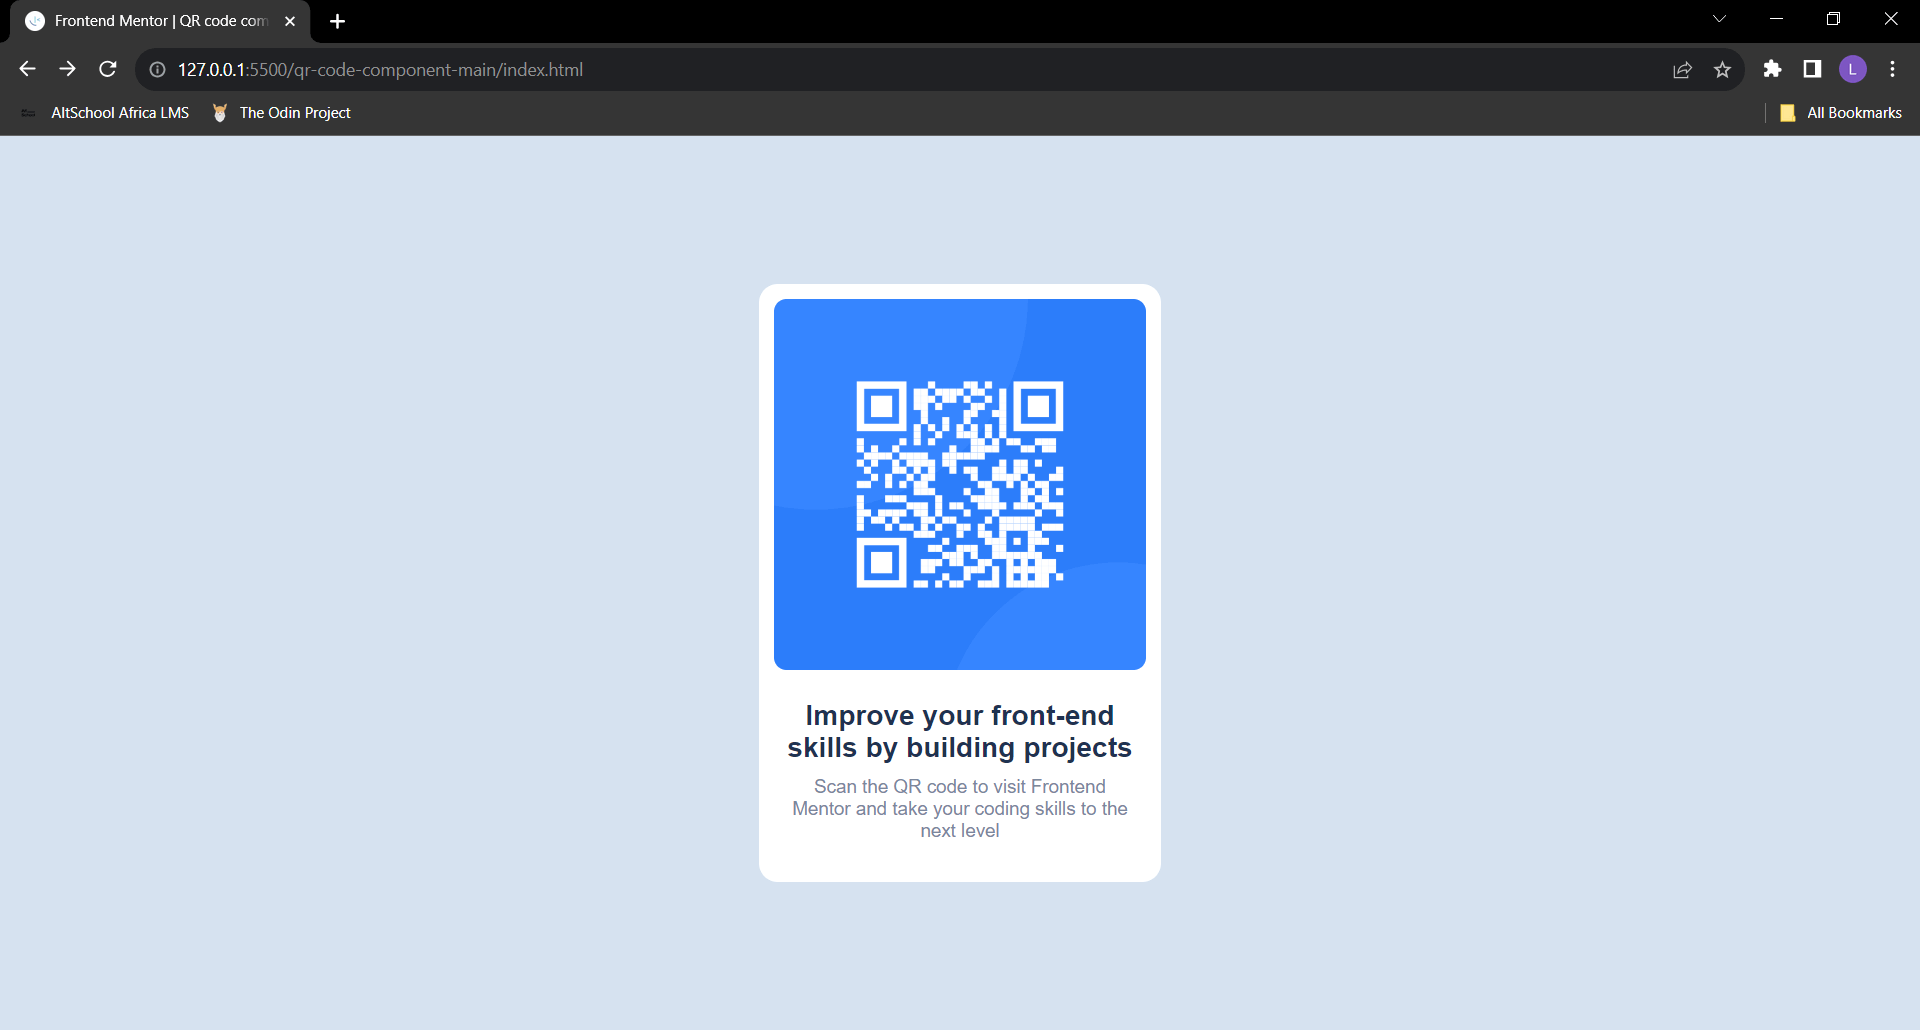 Frontend Mentor | QR code com
127.0.0.1:5500/qr-code-component-main/index.html
L
AltSchool Africa LMS
The Odin Project
All Bookmarks
Improve your front-end
skills by building projects
Scan the QR code to visit Frontend
Mentor and take your coding skills to the
next level